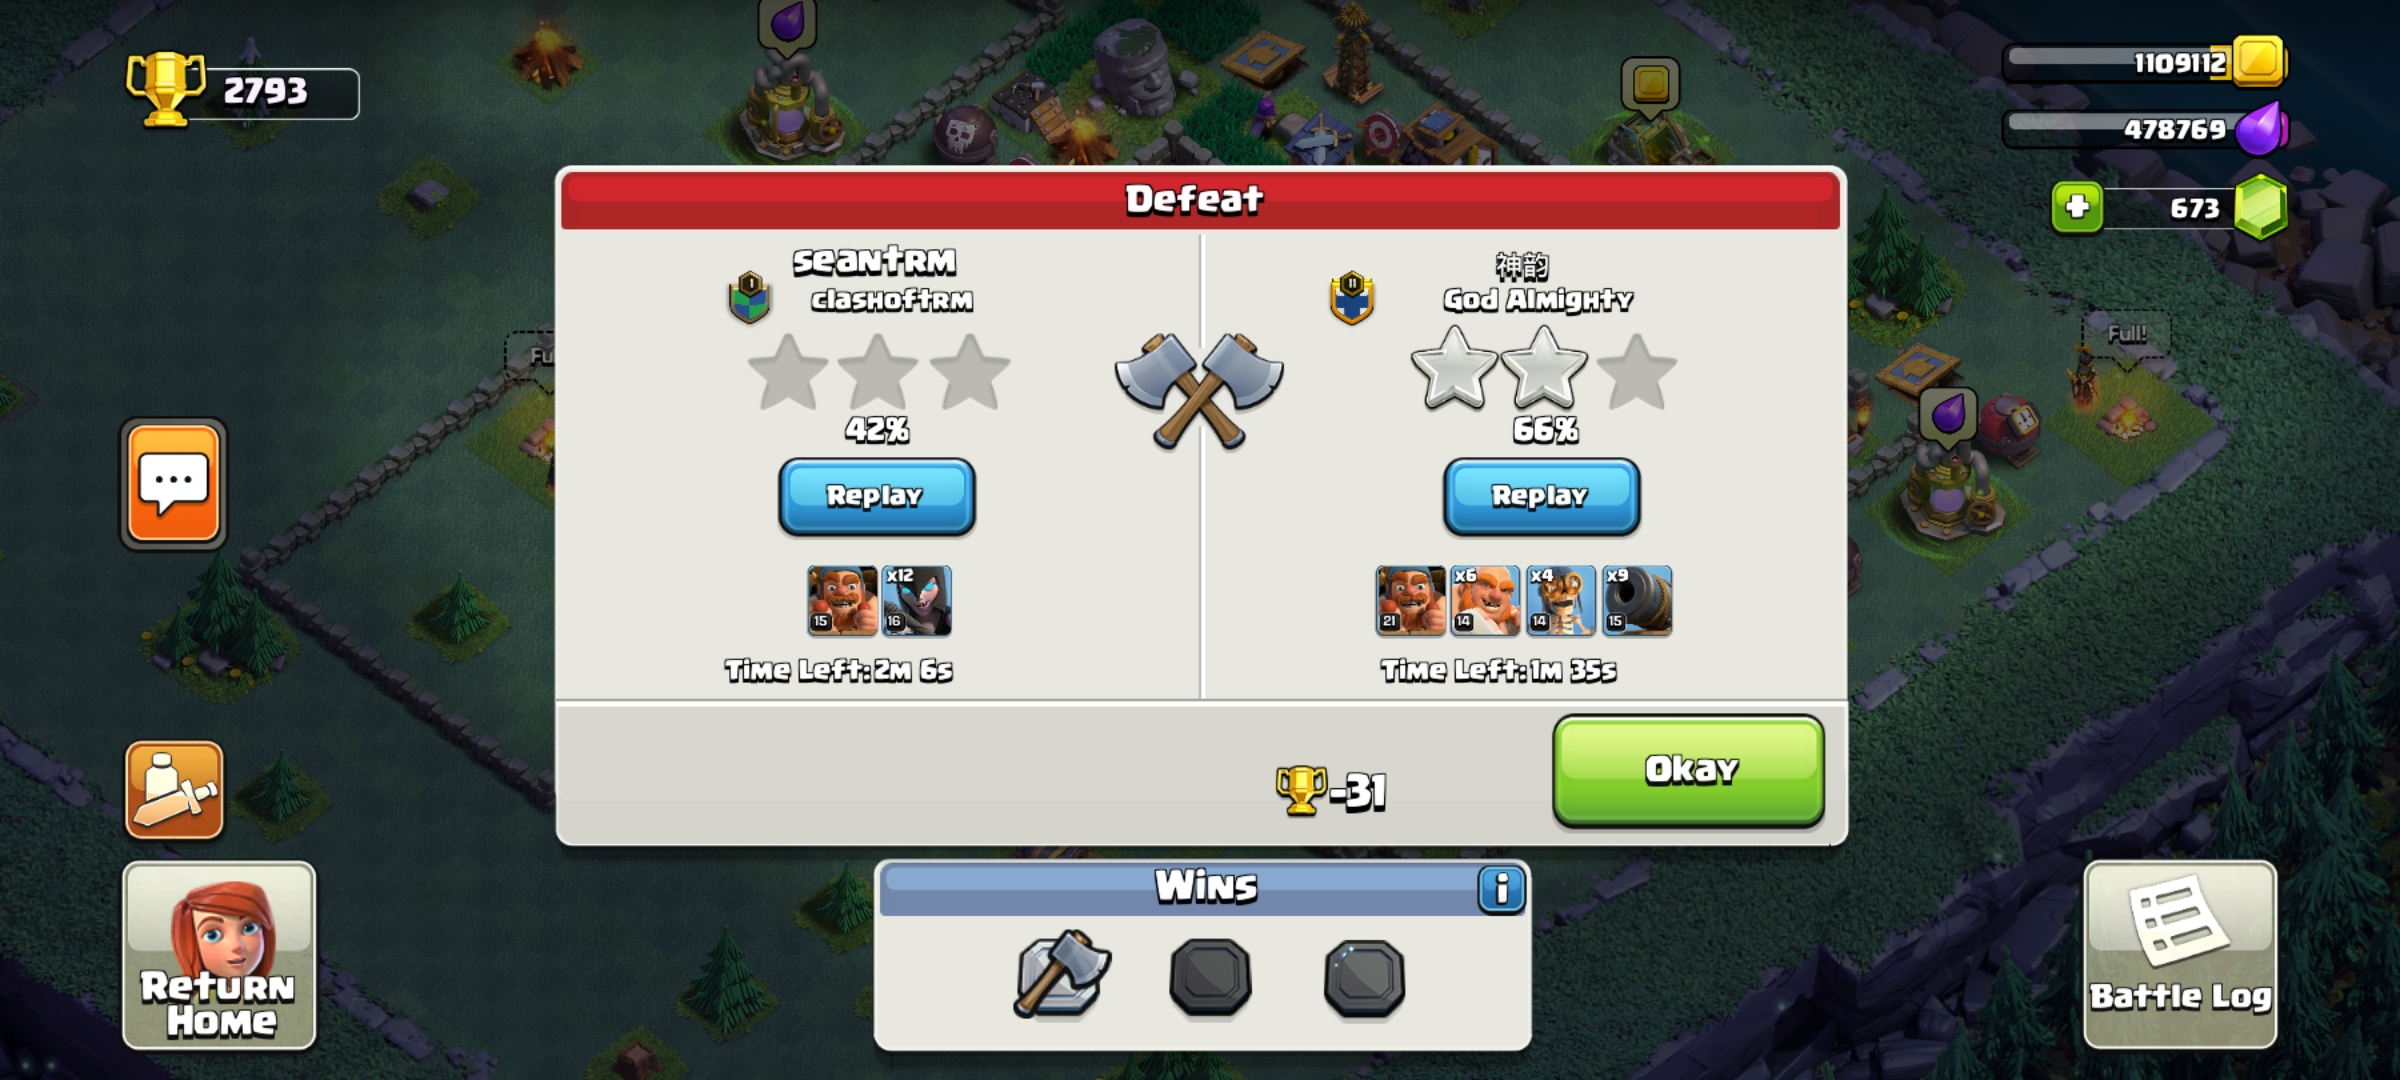 2793
1109112
478769
673
Defeat
seantRM
1
clashoftRM
42%
Replay
15
x12
16
Time Left:2m 6s
神韵
11
God Almighty
66%
Replay
21
x6
14
x4
14
x9
15
Time Left:1m 35s
Full!
-31
Okay
Wins
i
Return
Home
Battle Log